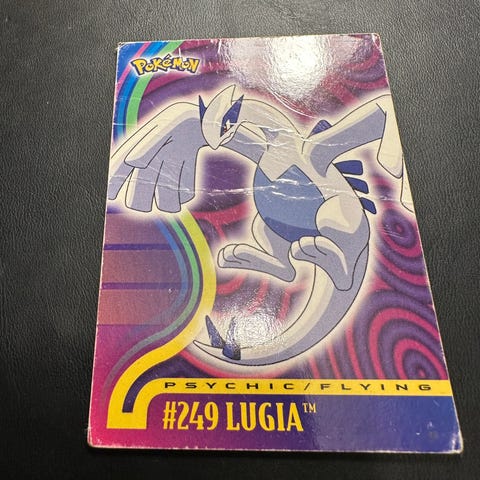 POKéMON
PSYCHIC/FLYING
#249 LUGIA™